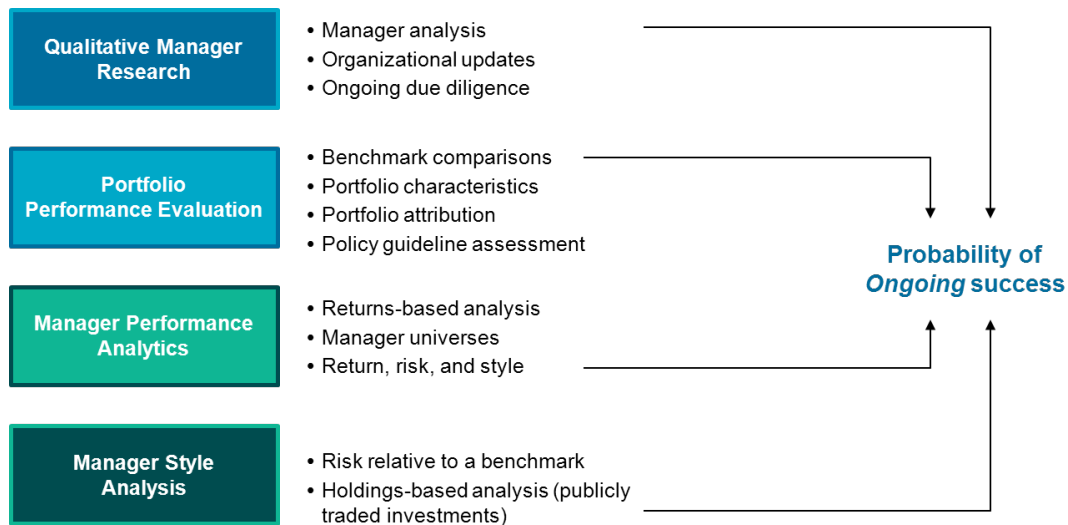 Qualitative Manager
Research
• Manager analysis
• Organizational updates
• Ongoing due diligence
Portfolio
Performance Evaluation
• Benchmark comparisons
• Portfolio characteristics
• Portfolio attribution
• Policy guideline assessment
Manager Performance
Analytics
• Returns-based analysis
• Manager universes
• Return, risk, and style
Manager Style
Analysis
• Risk relative to a benchmark
• Holdings-based analysis (publicly
traded investments)
Probability of
Ongoing success